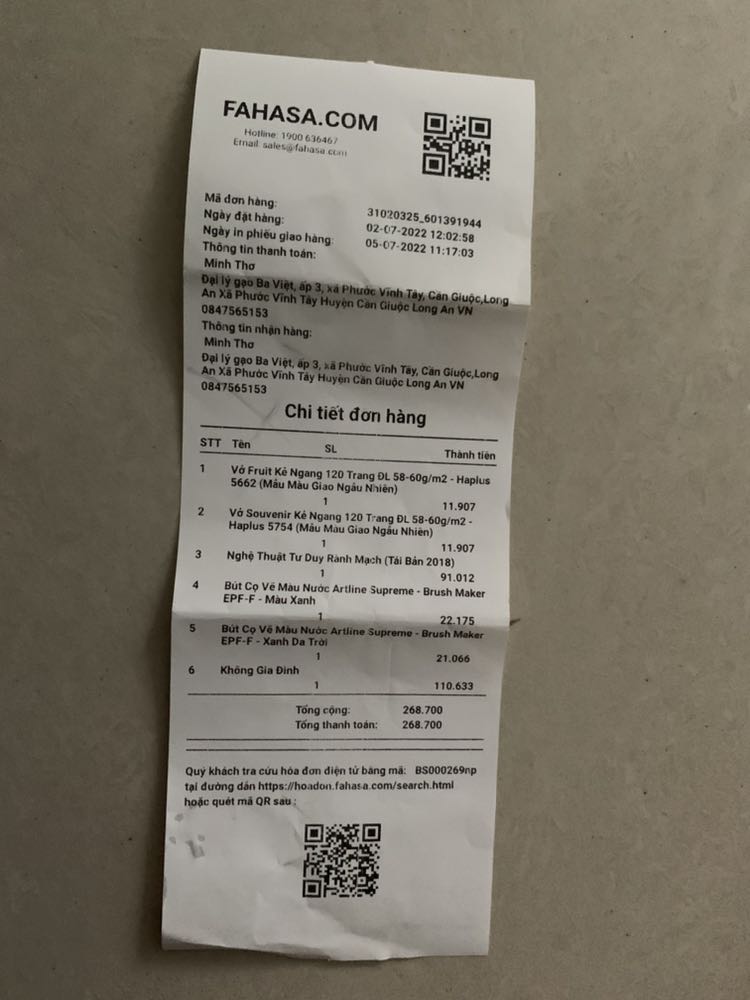 FAHASA.COM
Hotline: 1900 636467
Email: sales@fahasa.com
Mã đơn hàng: 31020325_601391944
Ngày đặt hàng: 02-07-2022 12:02:58
Ngày in phiếu giao hàng: 05-07-2022 11:17:03
Thông tin thanh toán:
Minh Thơ
Đại lý gạo Ba Việt, ấp 3, xã Phước Vĩnh Tây, Cần Giuộc,Long
An Xã Phước Vĩnh Tây Huyện Cần Giuộc Long An VN
0847565153
Thông tin nhận hàng:
Minh Thơ
Đại lý gạo Ba Việt, ấp 3, xã Phước Vĩnh Tây, Cần Giuộc,Long
An Xã Phước Vĩnh Tây Huyện Cần Giuộc Long An VN
0847565153
Chi tiết đơn hàng
STT Tên SL Thành tiền
1 Vở Fruit Kẻ Ngang 120 Trang ĐL 58-60g/m2 - Haplus
5662 (Mẫu Màu Giao Ngẫu Nhiên)
1 11.907
2 Vở Souvenir Kẻ Ngang 120 Trang ĐL 58-60g/m2 -
Haplus 5754 (Mẫu Màu Giao Ngẫu Nhiên)
1 11.907
3 Nghệ Thuật Tư Duy Rành Mạch (Tái Bản 2018)
1 91.012
4 Bút Cọ Vẽ Màu Nước Artline Supreme - Brush Maker
EPF-F - Màu Xanh
1 22.175
5 Bút Cọ Vẽ Màu Nước Artline Supreme - Brush Maker
EPF-F - Xanh Da Trời
1 21.066
6 Không Gia Đình
1 110.633
Tổng cộng: 268.700
Tổng thanh toán: 268.700
Quý khách tra cứu hóa đơn điện tử bằng mã: BS000269np
tại đường dẫn https://hoadon.fahasa.com/search.html
hoặc quét mã QR sau :